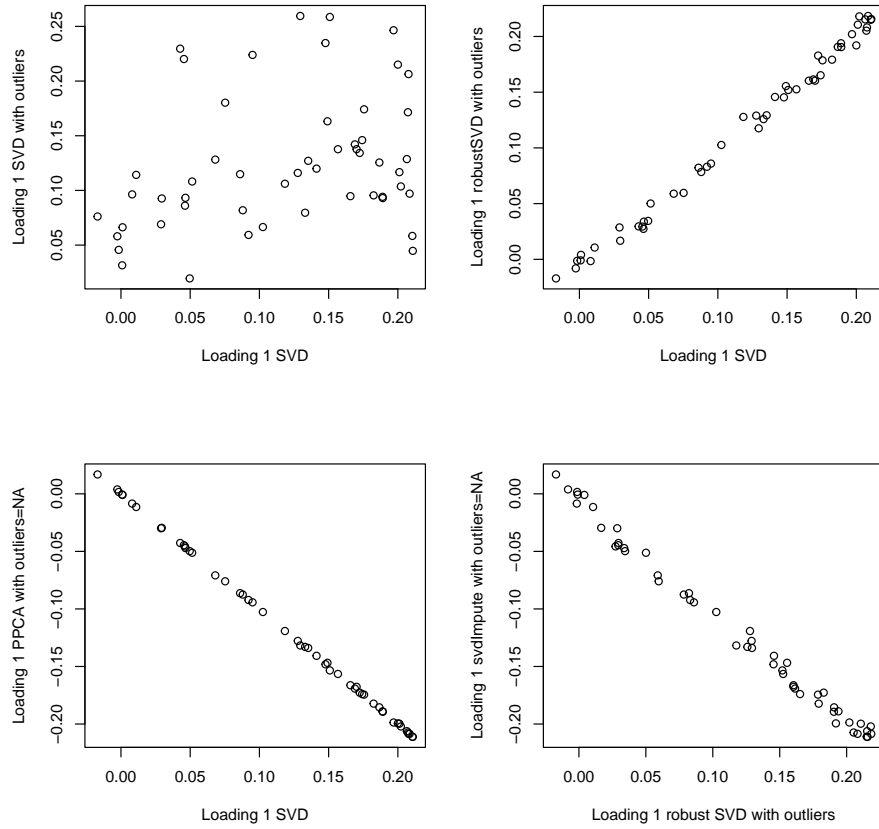 Loading 1 SVD with outliers
0.05 0.10 0.15 0.20 0.25
0.00 0.05 0.10 0.15 0.20
Loading 1 SVD
Loading 1 robustSVD with outliers
0.00 0.05 0.10 0.15 0.20
0.00 0.05 0.10 0.15 0.20
Loading 1 SVD
Loading 1 PPCA with outliers=NA
−0.20 −0.15 −0.10 −0.05 0.00
0.00 0.05 0.10 0.15 0.20
Loading 1 SVD
Loading 1 svdImpute with outliers=NA
−0.20 −0.15 −0.10 −0.05 0.00
0.00 0.05 0.10 0.15 0.20
Loading 1 robust SVD with outliers